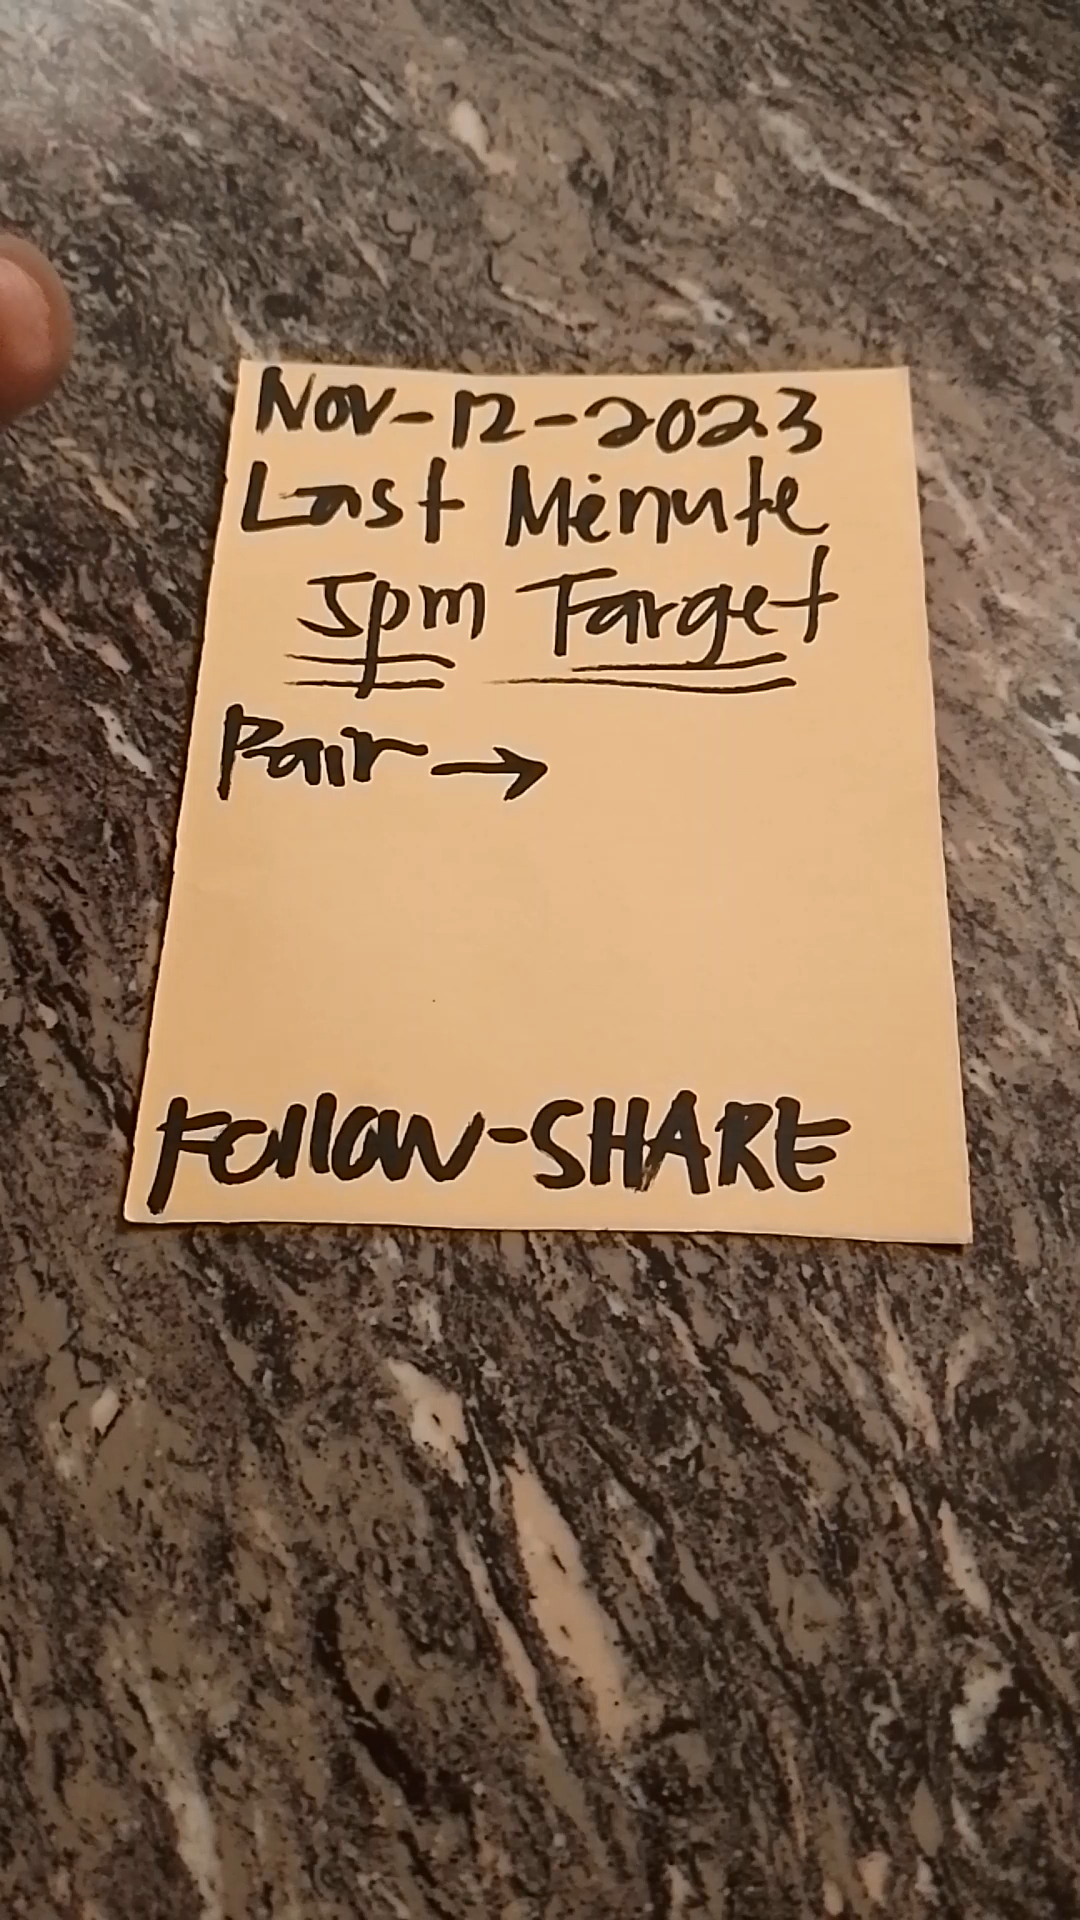 Nov-12-2023
Last Minute
5pm Target
Pair →
Follow-SHARE